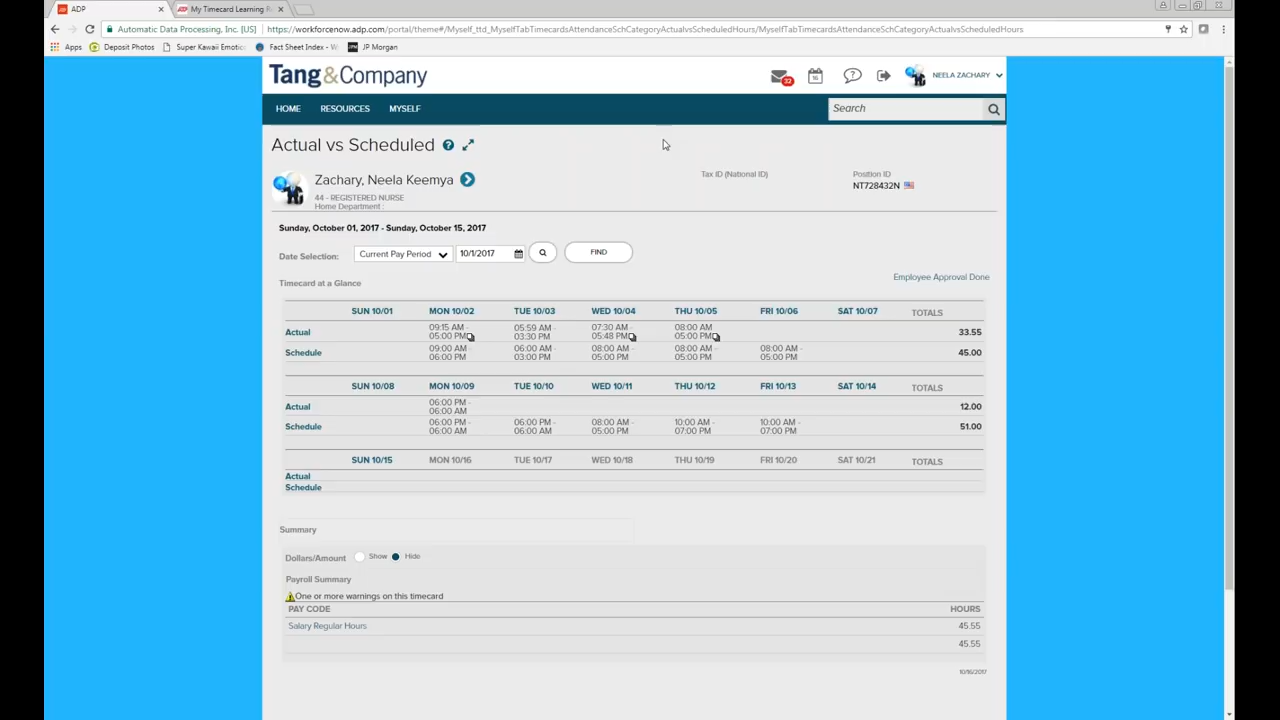 ADP
My Timecard Learning R
Automatic Data Processing, Inc. [US]
https://workforcenow.adp.com/portal/theme#/Myself_ttd_MyselfTabTimecardsAttendanceSchCategoryActualvsScheduledHours/MyselfTabTimecardsAttendanceSchCategoryActualvsScheduledHours
Apps Deposit Photos Super Kawaii Emotic Fact Sheet Index - W JP Morgan
Tang&Company
22
16
?
NEELA ZACHARY
HOME RESOURCES MYSELF
Search
Actual vs Scheduled ?
Zachary, Neela Keemya
44 - REGISTERED NURSE
Home Department :
Tax ID (National ID)
Position ID
NT728432N
Sunday, October 01, 2017 - Sunday, October 15, 2017
Date Selection: Current Pay Period 10/1/2017 FIND
Employee Approval Done
Timecard at a Glance
SUN 10/01 MON 10/02 TUE 10/03 WED 10/04 THU 10/05 FRI 10/06 SAT 10/07 TOTALS
Actual 09:15 AM - 05:00 PM 05:59 AM - 03:30 PM 07:30 AM - 05:48 PM 08:00 AM 05:00 PM 33.55
Schedule 09:00 AM - 06:00 PM 06:00 AM - 03:00 PM 08:00 AM - 05:00 PM 08:00 AM - 05:00 PM 08:00 AM - 05:00 PM 45.00
SUN 10/08 MON 10/09 TUE 10/10 WED 10/11 THU 10/12 FRI 10/13 SAT 10/14 TOTALS
Actual 06:00 PM - 06:00 AM 12.00
Schedule 06:00 PM - 06:00 AM 06:00 PM - 06:00 AM 08:00 AM - 05:00 PM 10:00 AM - 07:00 PM 10:00 AM - 07:00 PM 51.00
SUN 10/15 MON 10/16 TUE 10/17 WED 10/18 THU 10/19 FRI 10/20 SAT 10/21 TOTALS
Actual
Schedule
Summary
Dollars/Amount Show Hide
Payroll Summary
One or more warnings on this timecard
PAY CODE HOURS
Salary Regular Hours 45.55
45.55
10/16/2017